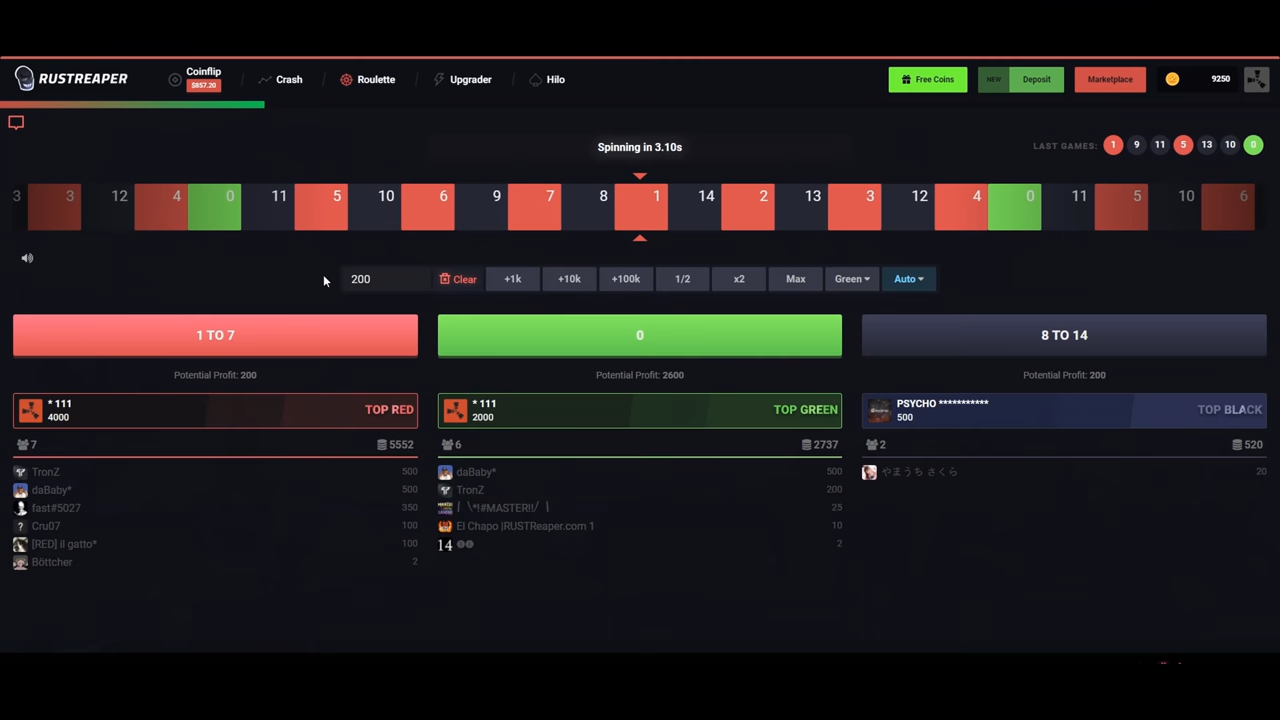 RUSTREAPER
Coinflip
$857.20
Crash
Roulette
Upgrader
Hilo
Free Coins
NEW
Deposit
Marketplace
9250
Spinning in 3.10s
LAST GAMES:
1 9 11 5 13 10 0
3 3 12 4 0 11 5 10 6 9 7 8 1 14 2 13 3 12 4 0 11 5 10 6
200
Clear
+1k
+10k
+100k
1/2
x2
Max
Green
Auto
1 TO 7
Potential Profit: 200
* 111
4000
TOP RED
7
5552
TronZ 500
daBaby* 500
fast#5027 350
Cru07 100
[RED] il gatto* 100
Böttcher 2
0
Potential Profit: 2600
* 111
2000
TOP GREEN
6
2737
daBaby* 500
TronZ 200
\*!#MASTER!!/ 25
El Chapo |RUSTReaper.com 1 10
14
2
8 TO 14
Potential Profit: 200
PSYCHO ***********
500
TOP BLACK
2
520
やまうち さくら 20